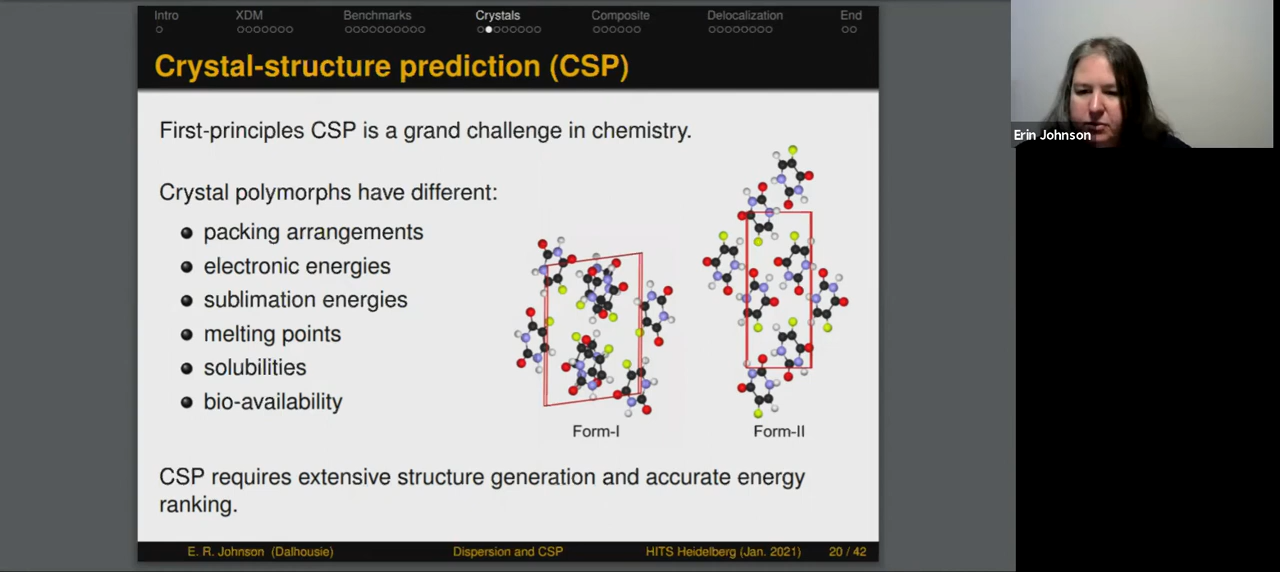 Intro XDM Benchmarks Crystals Composite Delocalization End
Crystal-structure prediction (CSP)
First-principles CSP is a grand challenge in chemistry.
Crystal polymorphs have different:
packing arrangements
electronic energies
sublimation energies
melting points
solubilities
bio-availability
Form-I
Form-II
CSP requires extensive structure generation and accurate energy
ranking.
E. R. Johnson (Dalhousie) Dispersion and CSP HITS Heidelberg (Jan. 2021) 20 / 42
Erin Johnson